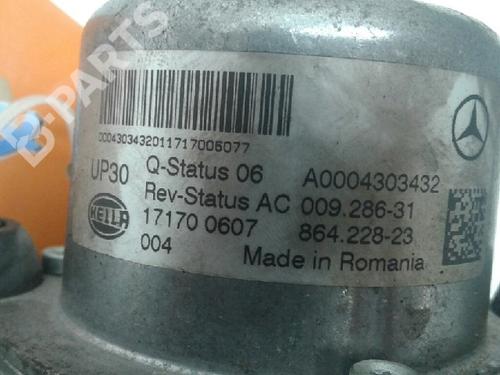 B-PARTS
0004303432011717006077
UP30
Q-Status 06
A0004303432
Rev-Status AC
009.286-31
HELLA
17170 0607
864.228-23
004
Made in Romania